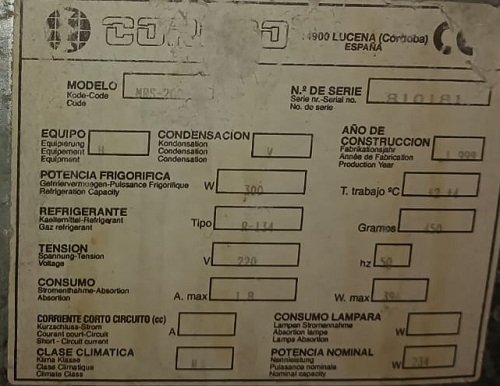 14900 LUCENA (Córdoba)
ESPAÑA
CE
MODELO
Kode-Code
Code
N.º DE SERIE
Serie nr.-Serial no.
No. de serie
810181
EQUIPO
Equipierung
Equipement
Equipment
CONDENSACION
Kondensation
Condensation
Condensation
V
AÑO DE CONSTRUCCION
Fabrikationsjahr
Année de Fabrication
Production Year
POTENCIA FRIGORIFICA W 300
Gefriervermoegen-Puissance Frigorifique
Refrigeration Capacity
T. trabajo ºC
REFRIGERANTE Tipo R-134
Kaeltemittel-Refrigerant
Gaz refrigerant
Gramos 450
TENSION V 220
Spannung-Tension
Voltage
hz 50
CONSUMO A. max
Stromenthahme-Absortion
Absortion
W. max
CORRIENTE CORTO CIRCUITO (cc) A
Kurzschluss-Strom
Courant court-Circuit
Short - Circuit current
CONSUMO LAMPARA W
Lampen Stromennahme
Absortion lampe
Lampe Absortion
CLASE CLIMATICA
Klima Klasse
Clase Climatique
Climate Class
POTENCIA NOMINAL W
Nennleistung
Puissance nominale
Nominal capacity